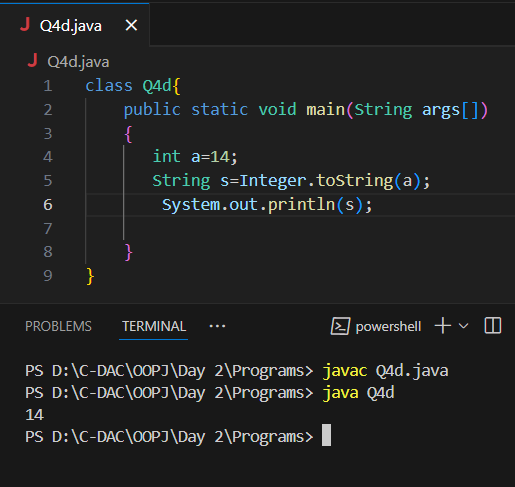 J Q4d.java ×
J Q4d.java
1 class Q4d{
2     public static void main(String args[])
3     {
4        int a=14;
5        String s=Integer.toString(a);
6         System.out.println(s);
7
8     }
9 }
PROBLEMS TERMINAL ··· powershell
PS D:\C-DAC\OOPJ\Day 2\Programs> javac Q4d.java
PS D:\C-DAC\OOPJ\Day 2\Programs> java Q4d
14
PS D:\C-DAC\OOPJ\Day 2\Programs>